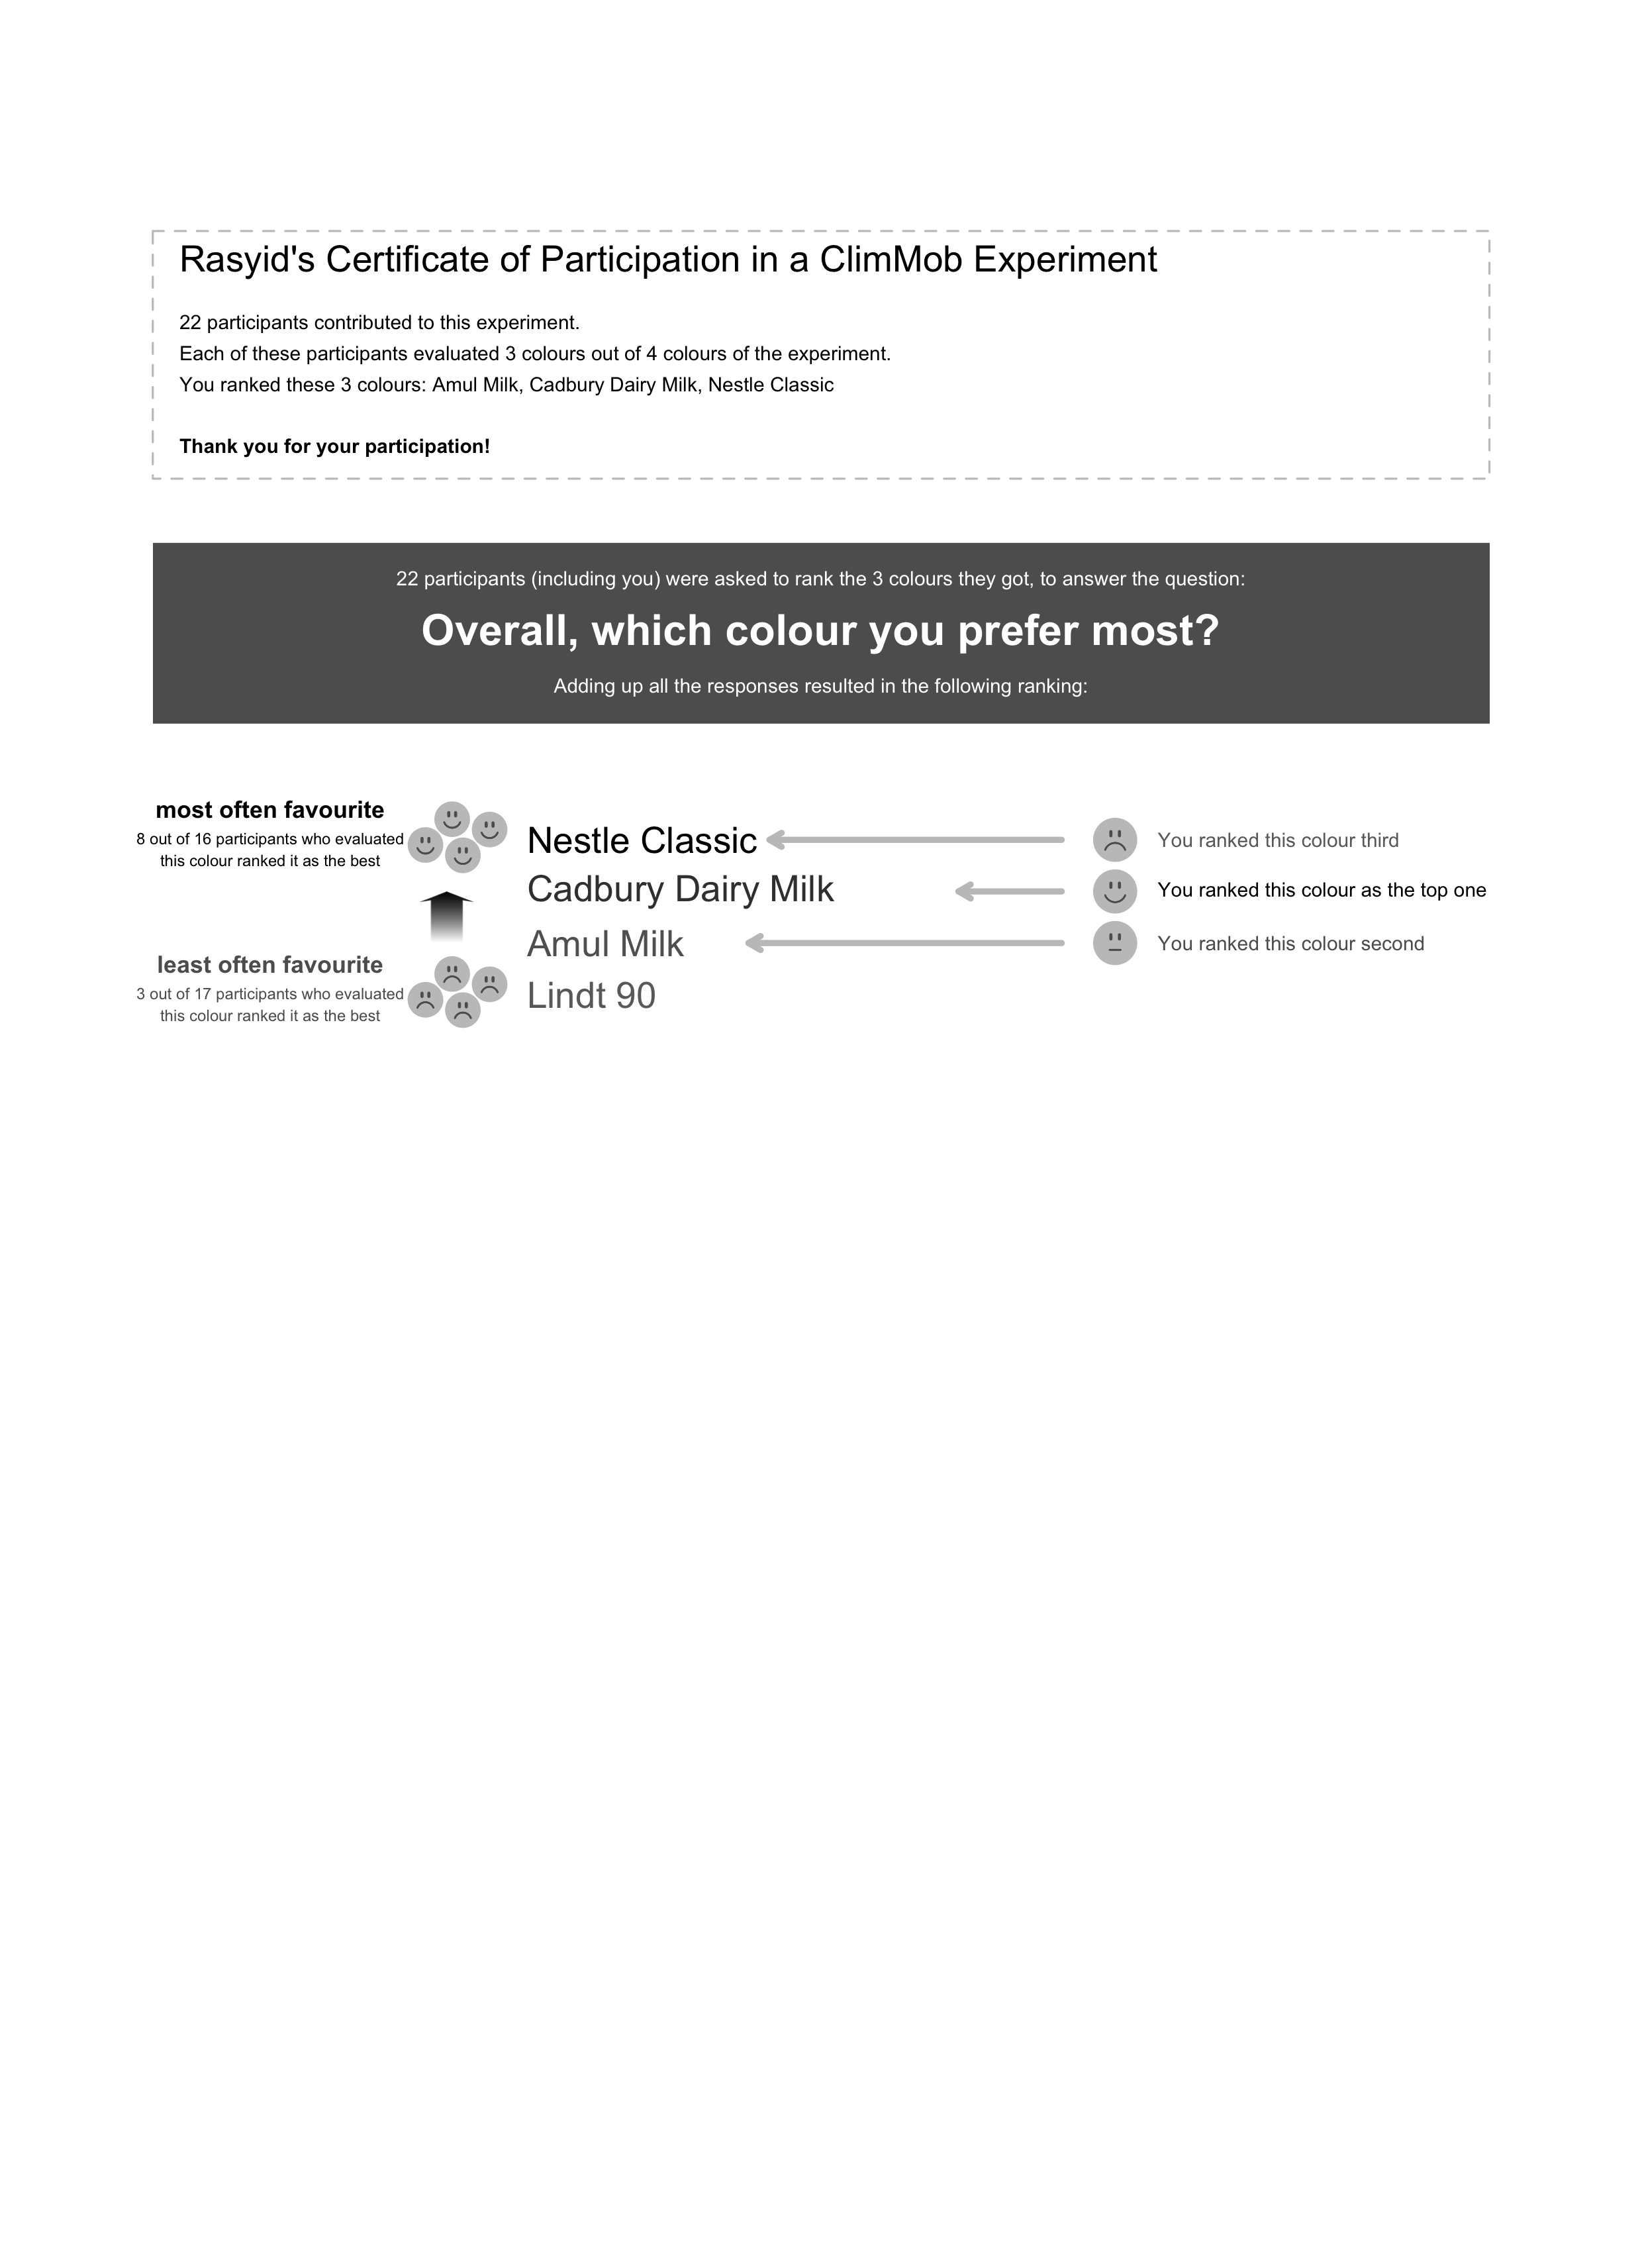 Rasyid's Certificate of Participation in a ClimMob Experiment
22 participants contributed to this experiment.
Each of these participants evaluated 3 colours out of 4 colours of the experiment.
You ranked these 3 colours: Amul Milk, Cadbury Dairy Milk, Nestle Classic
Thank you for your participation!
22 participants (including you) were asked to rank the 3 colours they got, to answer the question:
Overall, which colour you prefer most?
Adding up all the responses resulted in the following ranking:
most often favourite
8 out of 16 participants who evaluated
this colour ranked it as the best
Nestle Classic
You ranked this colour third
Cadbury Dairy Milk
You ranked this colour as the top one
Amul Milk
You ranked this colour second
least often favourite
3 out of 17 participants who evaluated
this colour ranked it as the best
Lindt 90